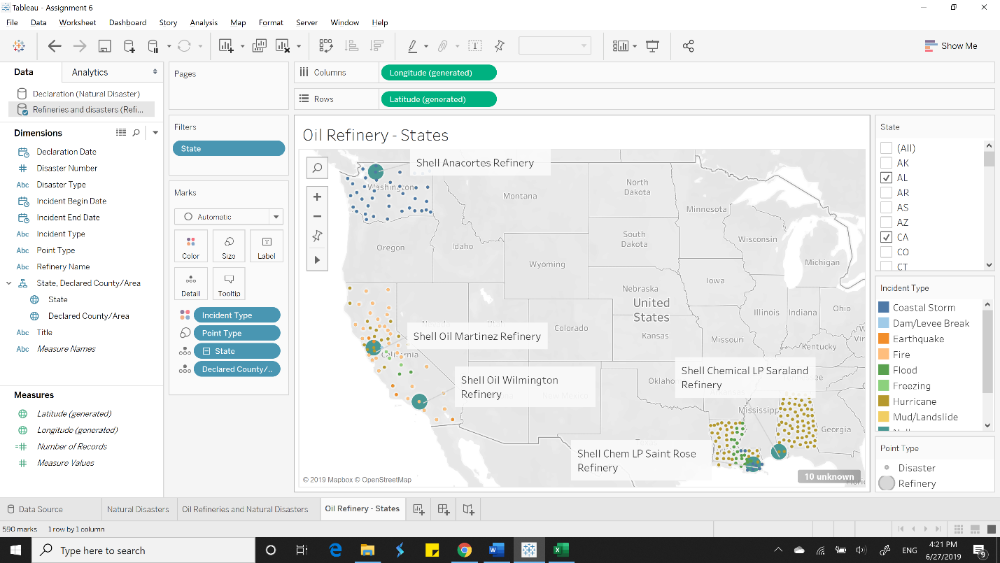 Tableau - Assignment 6
File Data Worksheet Dashboard Story Analysis Map Format Server Window Help
Show Me
Data
Analytics
Declaration (Natural Disaster)
Refineries and disasters (Refi...
Dimensions
Declaration Date
Disaster Number
Abc Disaster Type
Incident Begin Date
Incident End Date
Abc Incident Type
Abc Point Type
Abc Refinery Name
State, Declared County/Area
State
Declared County/Area
Abc Title
Abc Measure Names
Measures
Latitude (generated)
Longitude (generated)
Number of Records
Measure Values
Pages
Filters
State
Marks
Automatic
Color
Size
Label
Detail
Tooltip
Incident Type
Point Type
State
Declared County/..
Columns
Longitude (generated)
Rows
Latitude (generated)
Oil Refinery - States
Shell Anacortes Refinery
Washington
Montana
North
Dakota
Minnesota
Oregon
Idaho
South
Dakota
Wisconsin
Wyoming
Michigan
Nebraska
Iowa
United
States
Illinois
Indiana
Ohio
Colorado
Kansas
Missouri
Kentucky
Shell Oil Martinez Refinery
California
Shell Oil Wilmington
Refinery
Oklaho
Shell Chemical LP Saraland
Refinery
Mississipp
Georgia
Shell Chem LP Saint Rose
Refinery
10 unknown
© 2019 Mapbox © OpenStreetMap
State
(All)
AK
AL
AR
AS
AZ
CA
CO
CT
Incident Type
Coastal Storm
Dam/Levee Break
Earthquake
Fire
Flood
Freezing
Hurricane
Mud/Landslide
Point Type
Disaster
Refinery
Data Source
Natural Disasters
Oil Refineries and Natural Disasters
Oil Refinery - States
590 marks 1 row by 1 column
Type here to search
ENG
4:21 PM
6/27/2019
9